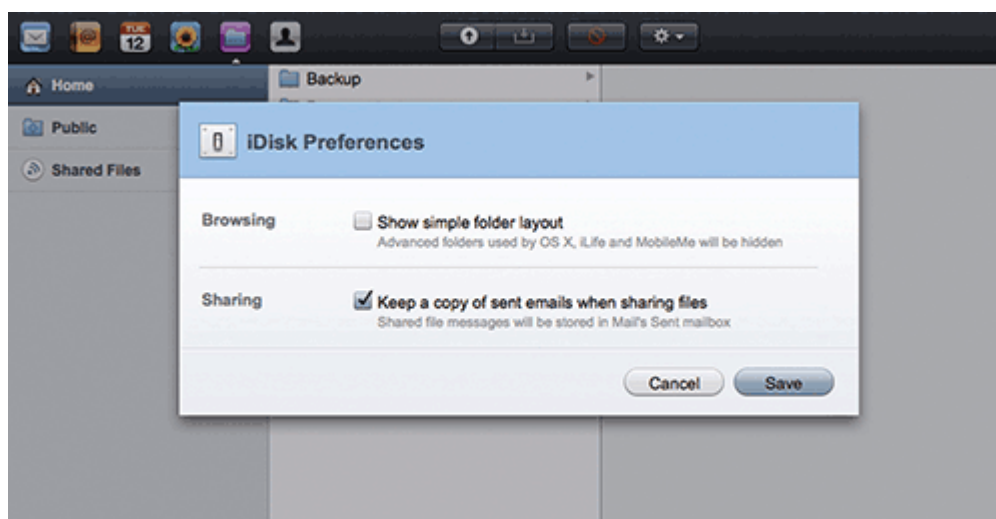 TUE
12
Home
Backup
Public
Shared Files
iDisk Preferences
Browsing
Show simple folder layout
Advanced folders used by OS X, iLife and MobileMe will be hidden
Sharing
Keep a copy of sent emails when sharing files
Shared file messages will be stored in Mail's Sent mailbox
Cancel
Save